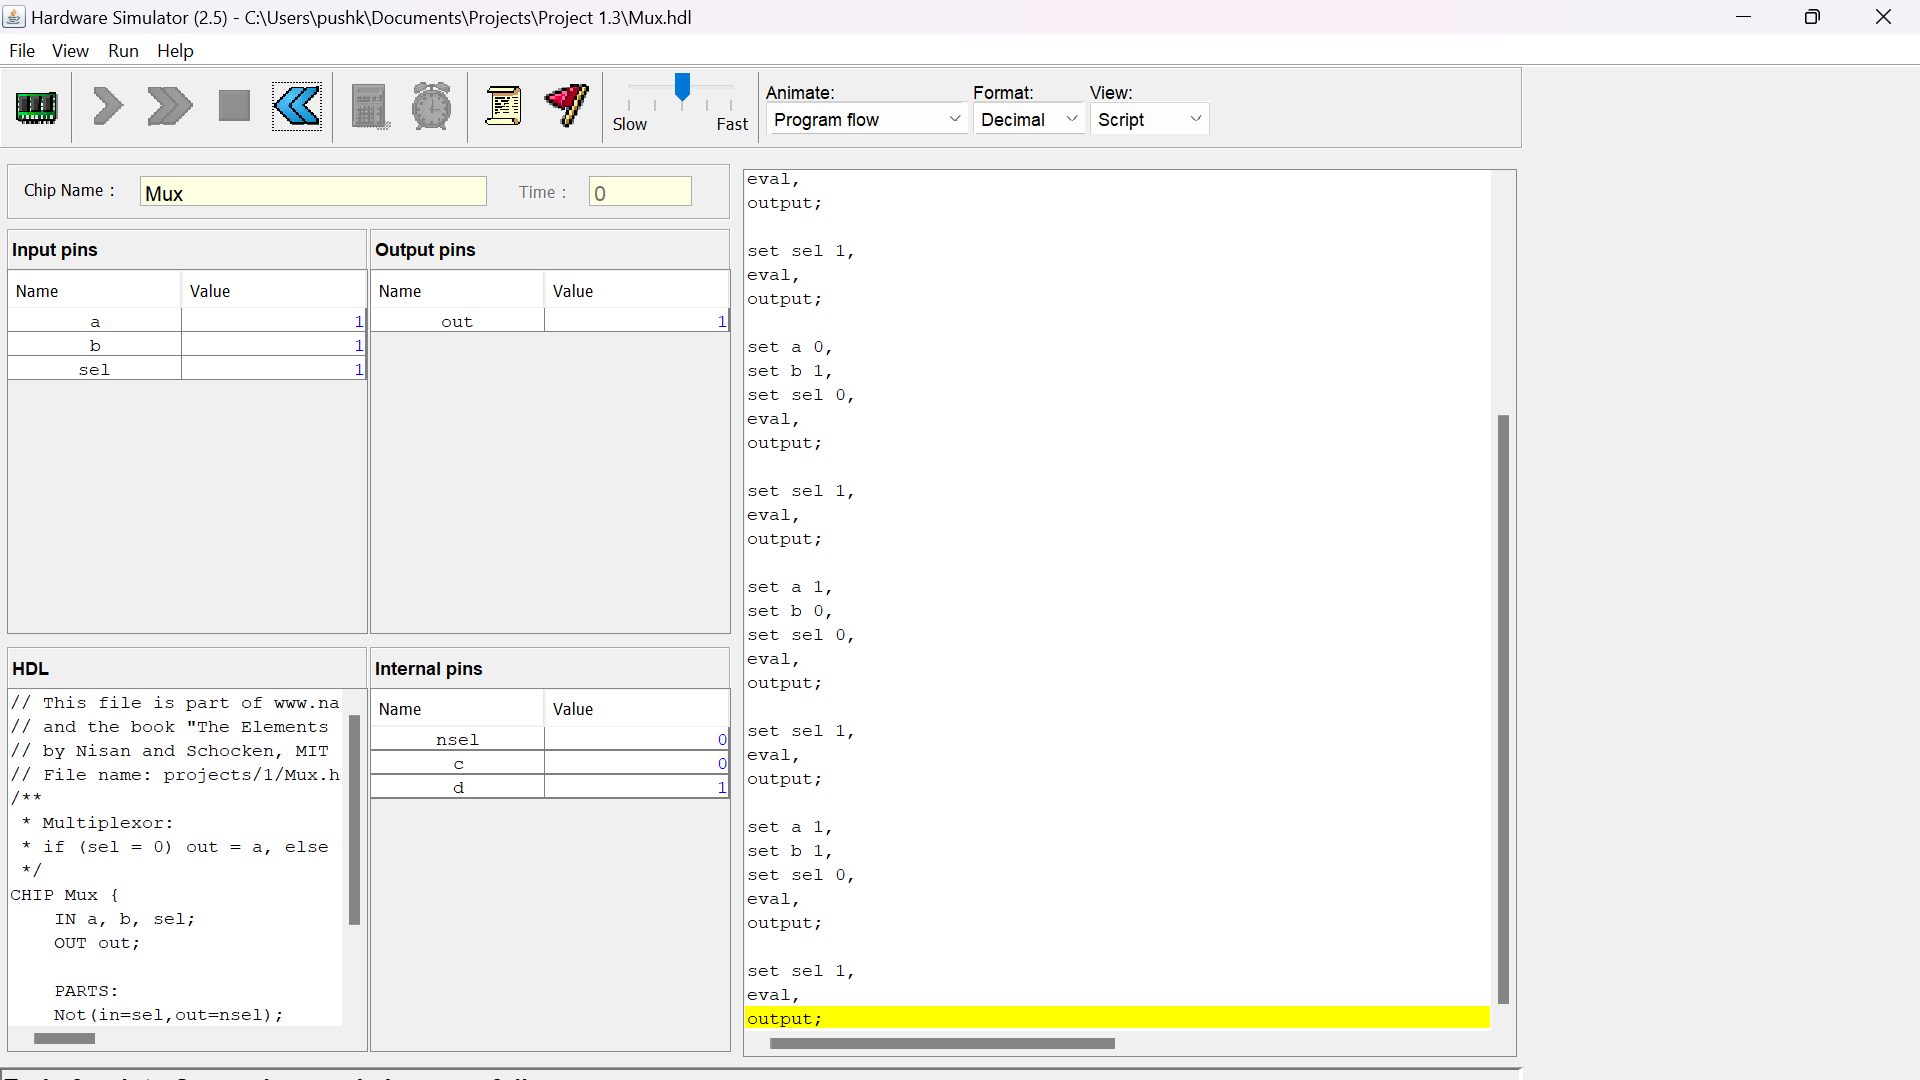 Hardware Simulator (2.5) - C:\Users\pushk\Documents\Projects\Project 1.3\Mux.hdl
File View Run Help
Slow Fast
Animate: Format: View:
Program flow Decimal Script
Chip Name : Mux Time : 0
Input pins
Name Value
a 1
b 1
sel 1
Output pins
Name Value
out 1
HDL
// This file is part of www.na
// and the book "The Elements
// by Nisan and Schocken, MIT
// File name: projects/1/Mux.h
/**
* Multiplexor:
* if (sel = 0) out = a, else
*/
CHIP Mux {
IN a, b, sel;
OUT out;
PARTS:
Not(in=sel,out=nsel);
Internal pins
Name Value
nsel 0
c 0
d 1
eval,
output;
set sel 1,
eval,
output;
set a 0,
set b 1,
set sel 0,
eval,
output;
set sel 1,
eval,
output;
set a 1,
set b 0,
set sel 0,
eval,
output;
set sel 1,
eval,
output;
set a 1,
set b 1,
set sel 0,
eval,
output;
set sel 1,
eval,
output;